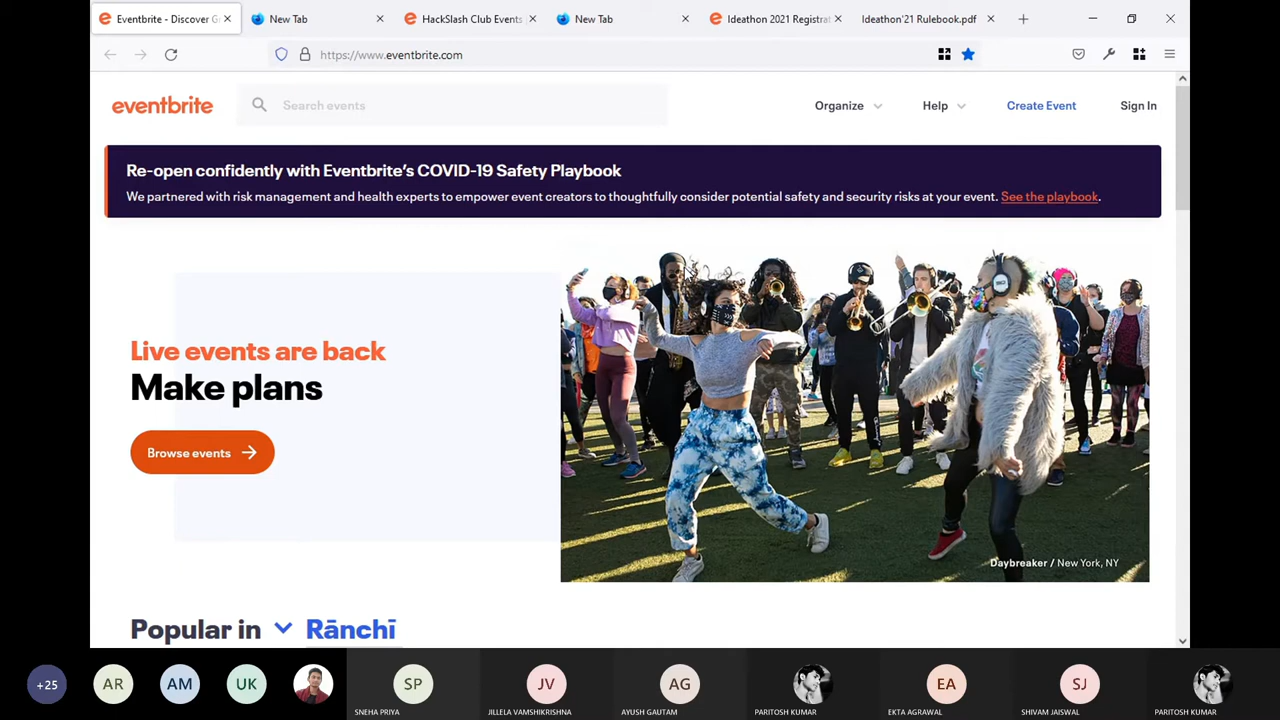 Eventbrite - Discover G
New Tab
HackSlash Club Events
New Tab
Ideathon 2021 Registrat
Ideathon'21 Rulebook.pdf
https://www.eventbrite.com
eventbrite
Search events
Organize
Help
Create Event
Sign In
Re-open confidently with Eventbrite's COVID-19 Safety Playbook
We partnered with risk management and health experts to empower event creators to thoughtfully consider potential safety and security risks at your event. See the playbook.
Live events are back
Make plans
Browse events
Daybreaker / New York, NY
Popular in Rānchī
+25
AR
AM
UK
SP
JV
AG
EA
SJ
SNEHA PRIYA
JILLELA VAMSHIKRISHNA
AYUSH GAUTAM
PARITOSH KUMAR
EKTA AGRAWAL
SHIVAM JAISWAL
PARITOSH KUMAR